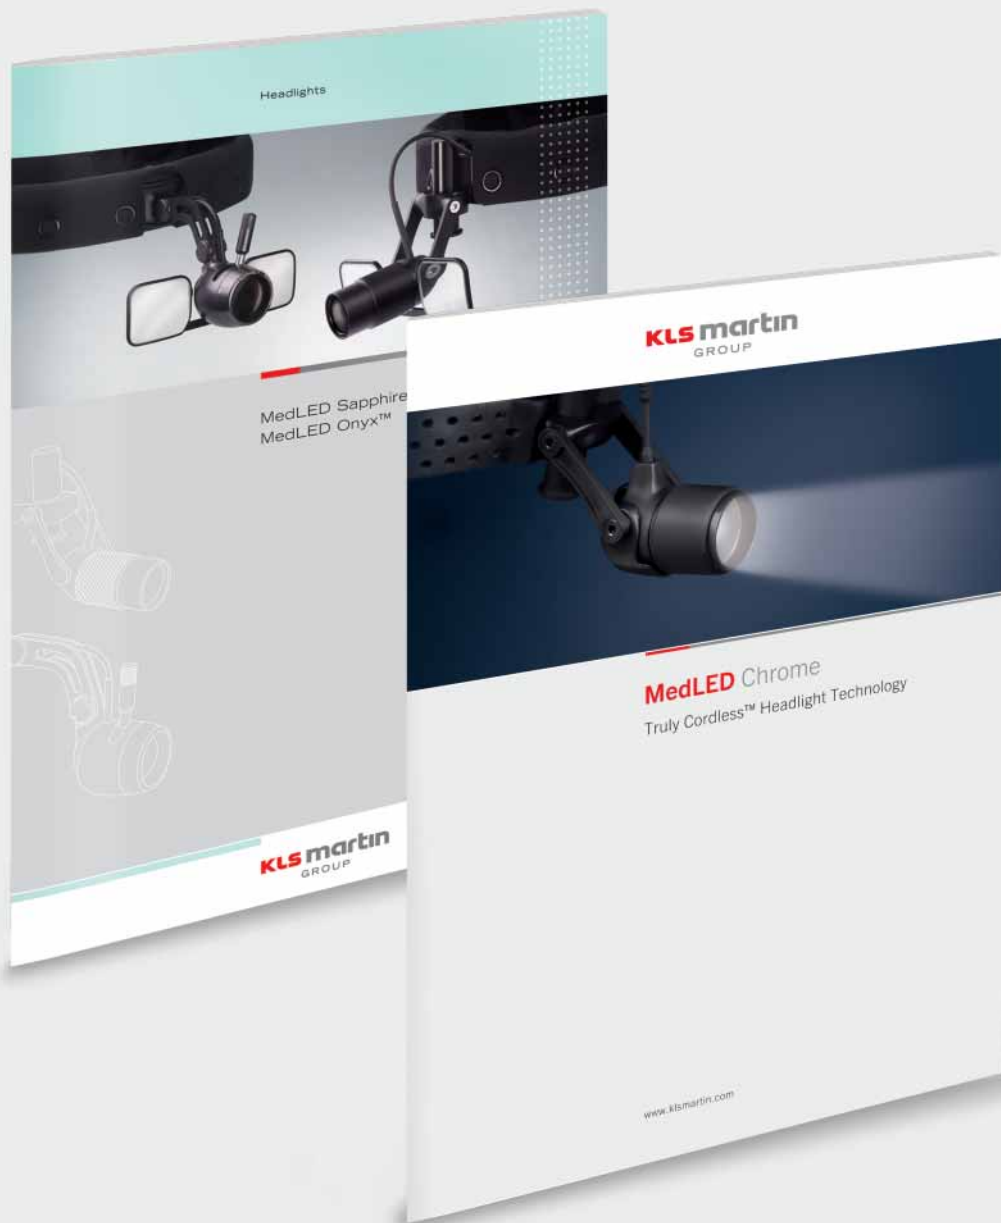 Headlights
MedLED Sapphire
MedLED Onyx™
KLS martin
GROUP
KLS martin
GROUP
MedLED Chrome
Truly Cordless™ Headlight Technology
www.klsmartin.com